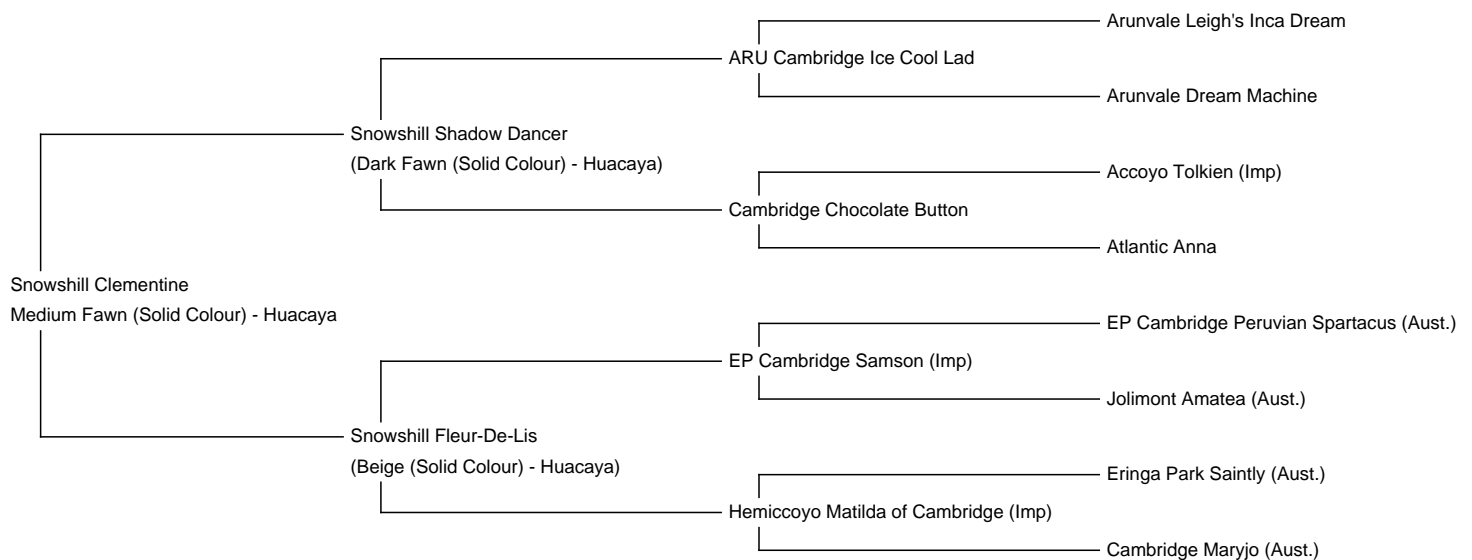 Arunvale Leigh's Inca Dream
ARU Cambridge Ice Cool Lad
Arunvale Dream Machine
Snowshill Shadow Dancer
(Dark Fawn (Solid Colour) - Huacaya)
Accoyo Tolkien (Imp)
Cambridge Chocolate Button
Atlantic Anna
Snowshill Clementine
Medium Fawn (Solid Colour) - Huacaya
EP Cambridge Peruvian Spartacus (Aust.)
EP Cambridge Samson (Imp)
Jolimont Amatea (Aust.)
Snowshill Fleur-De-Lis
(Beige (Solid Colour) - Huacaya)
Eringa Park Saintly (Aust.)
Hemiccoyo Matilda of Cambridge (Imp)
Cambridge Maryjo (Aust.)